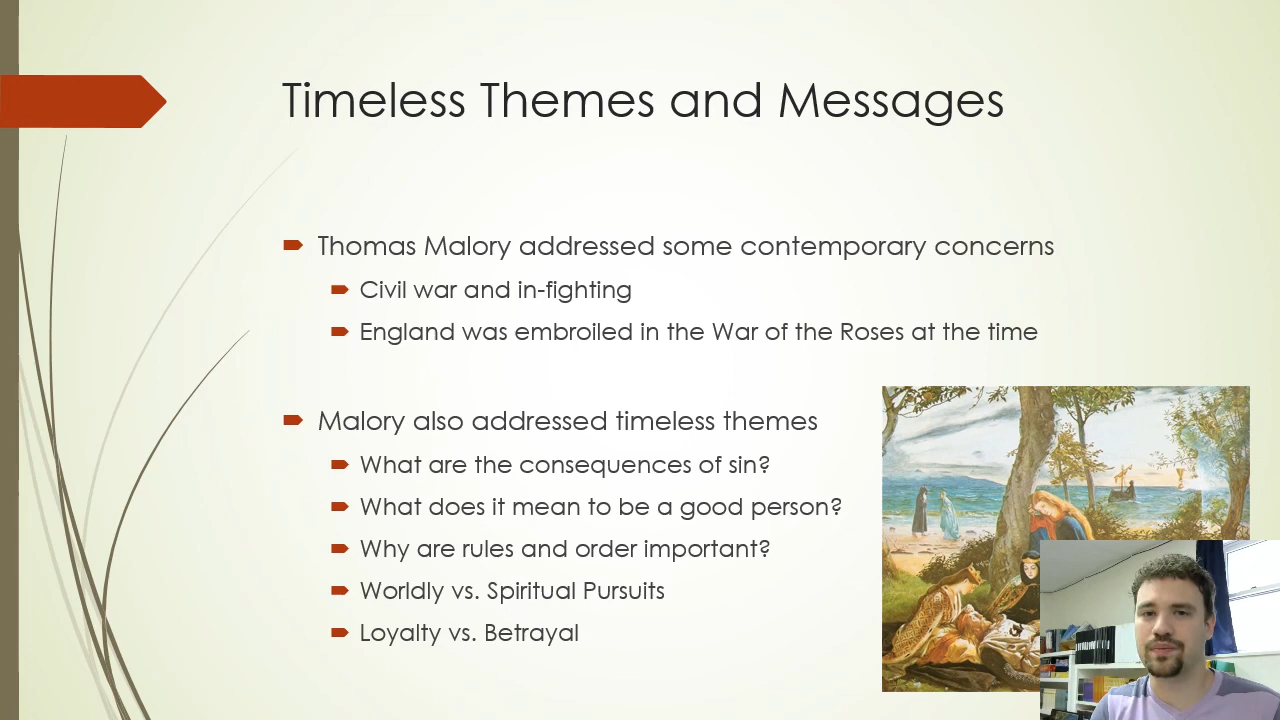 Timeless Themes and Messages
Thomas Malory addressed some contemporary concerns
Civil war and in-fighting
England was embroiled in the War of the Roses at the time
Malory also addressed timeless themes
What are the consequences of sin?
What does it mean to be a good person?
Why are rules and order important?
Worldly vs. Spiritual Pursuits
Loyalty vs. Betrayal